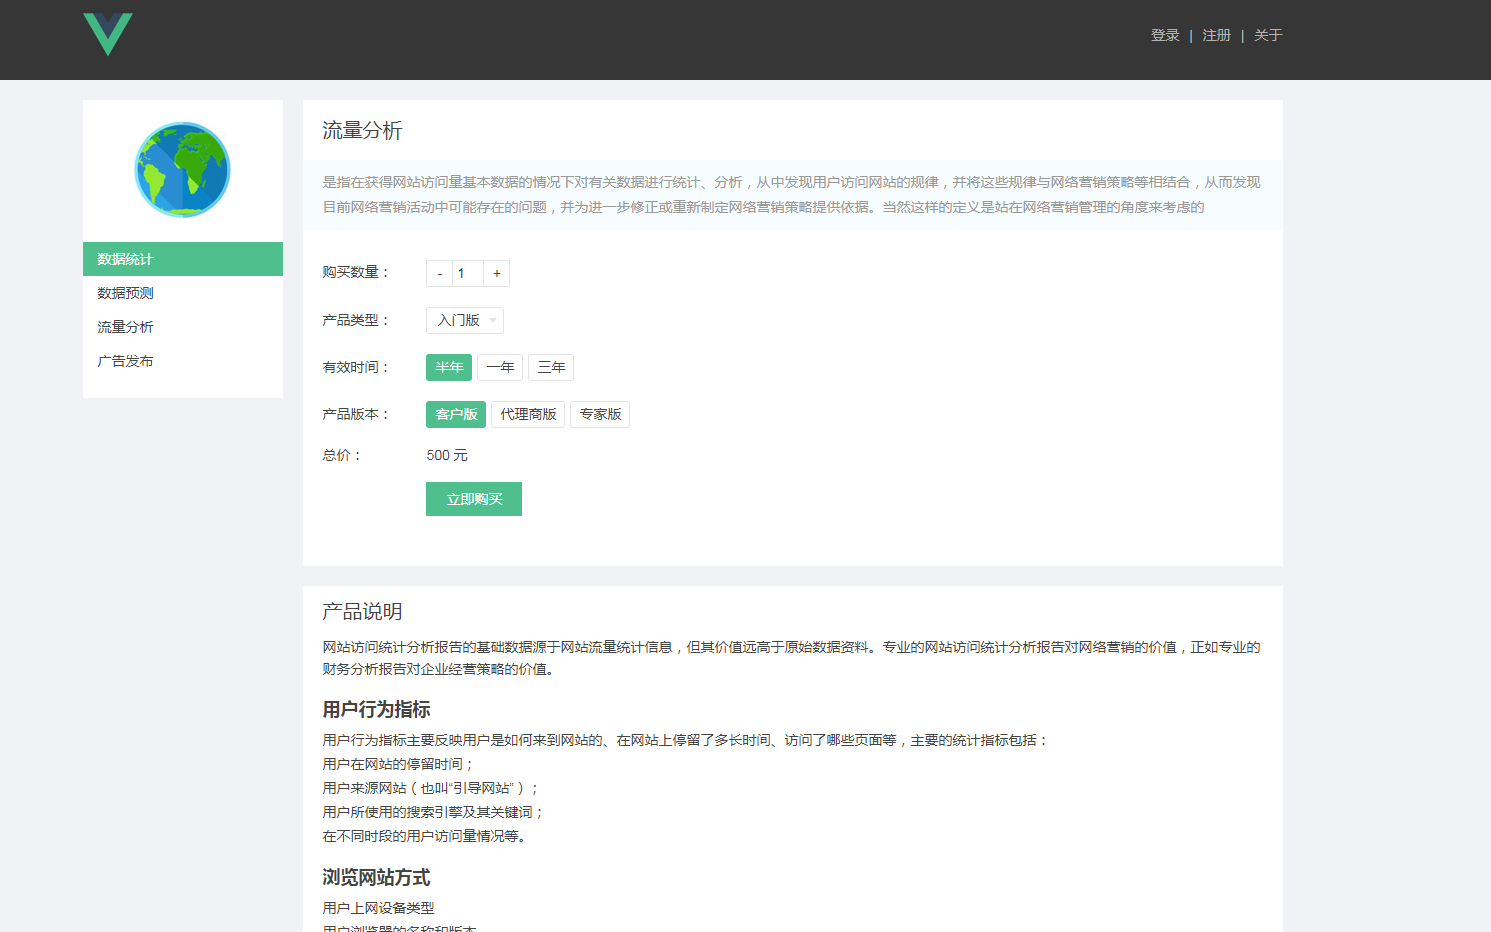 登录 | 注册 | 关于
数据统计
数据预测
流量分析
广告发布
流量分析
是指在获得网站访问量基本数据的情况下对有关数据进行统计、分析，从中发现用户访问网站的规律，并将这些规律与网络营销策略等相结合，从而发现
目前网络营销活动中可能存在的问题，并为进一步修正或重新制定网络营销策略提供依据。当然这样的定义是站在网络营销管理的角度来考虑的
购买数量： - 1 +
产品类型： 入门版
有效时间： 半年 一年 三年
产品版本： 客户版 代理商版 专家版
总价： 500 元
立即购买
产品说明
网站访问统计分析报告的基础数据源于网站流量统计信息，但其价值远高于原始数据资料。专业的网站访问统计分析报告对网络营销的价值，正如专业的
财务分析报告对企业经营策略的价值。
用户行为指标
用户行为指标主要反映用户是如何来到网站的、在网站上停留了多长时间、访问了哪些页面等，主要的统计指标包括：
用户在网站的停留时间；
用户来源网站（也叫“引导网站”）；
用户所使用的搜索引擎及其关键词；
在不同时段的用户访问量情况等。
浏览网站方式
用户上网设备类型
用户浏览器的名称和版本